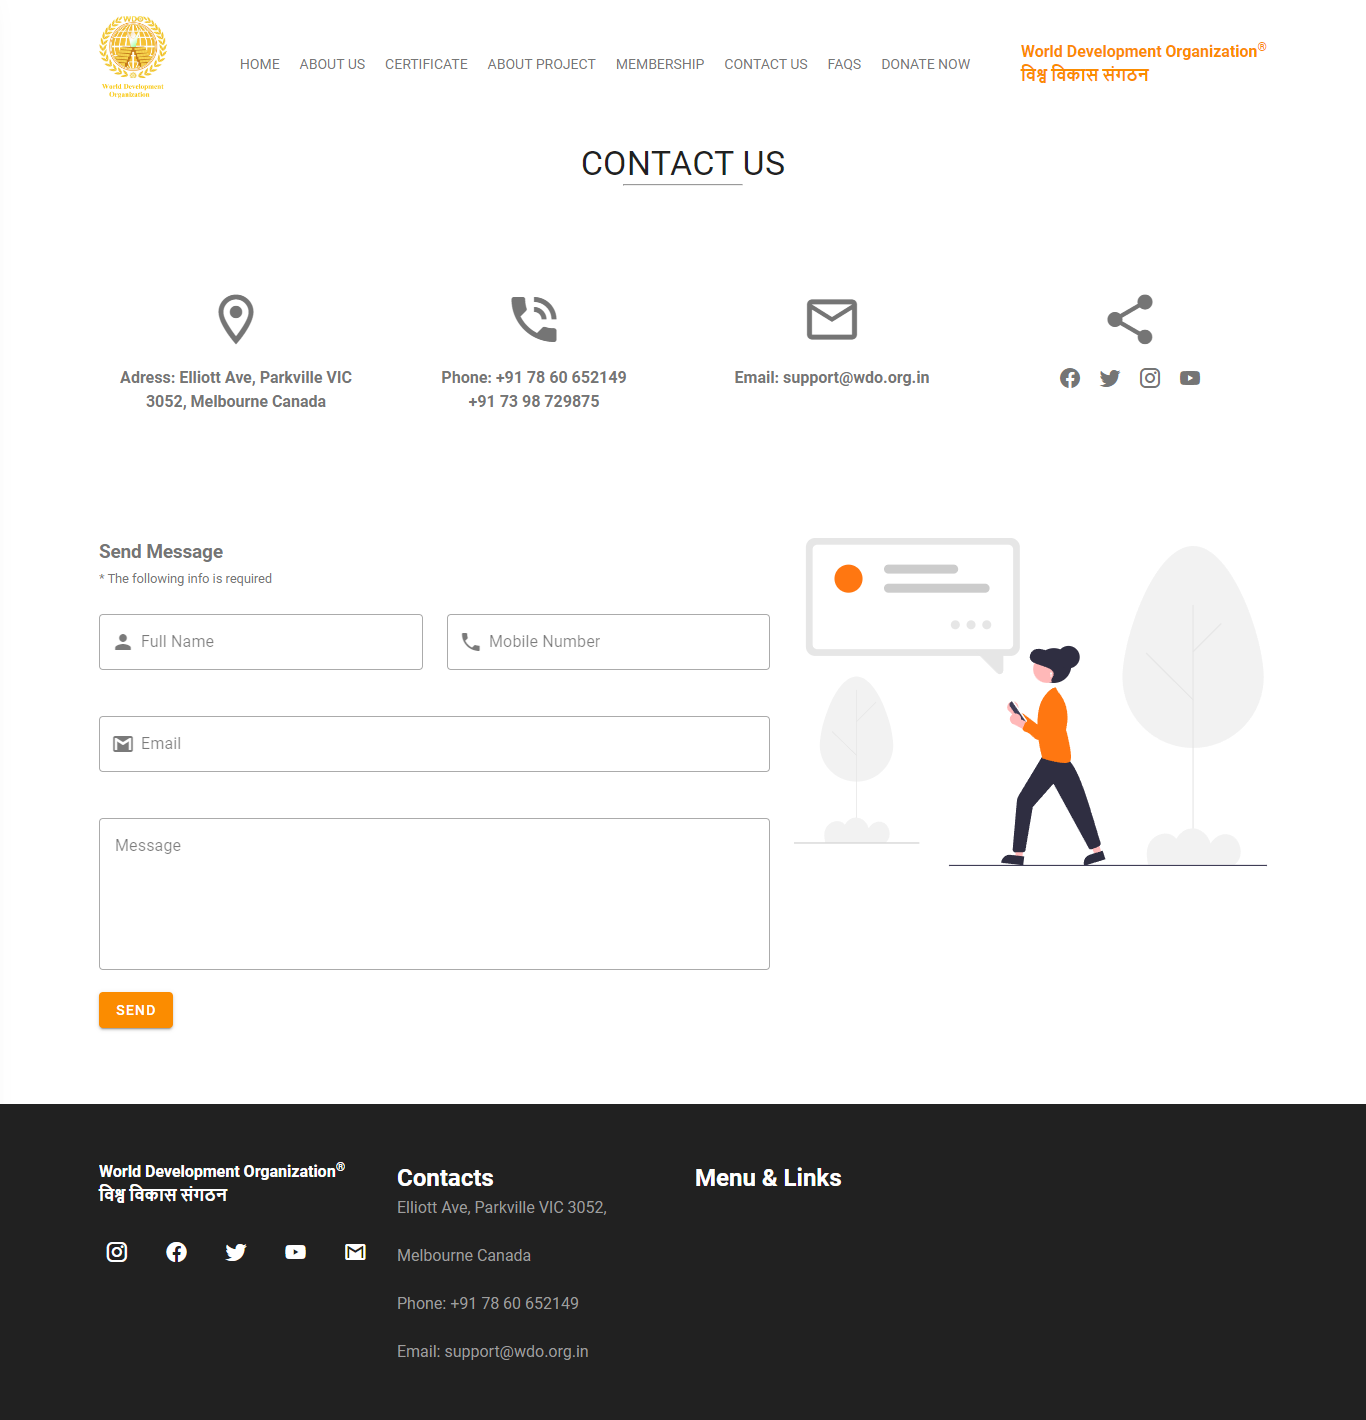 WDO
World Development
Organization
HOME ABOUT US CERTIFICATE ABOUT PROJECT MEMBERSHIP CONTACT US FAQS DONATE NOW
World Development Organization®
विश्व विकास संगठन
CONTACT US
Adress: Elliott Ave, Parkville VIC
3052, Melbourne Canada
Phone: +91 78 60 652149
+91 73 98 729875
Email: support@wdo.org.in
Send Message
* The following info is required
Full Name
Mobile Number
Email
Message
SEND
World Development Organization®
विश्व विकास संगठन
Contacts
Elliott Ave, Parkville VIC 3052,
Melbourne Canada
Phone: +91 78 60 652149
Email: support@wdo.org.in
Menu & Links